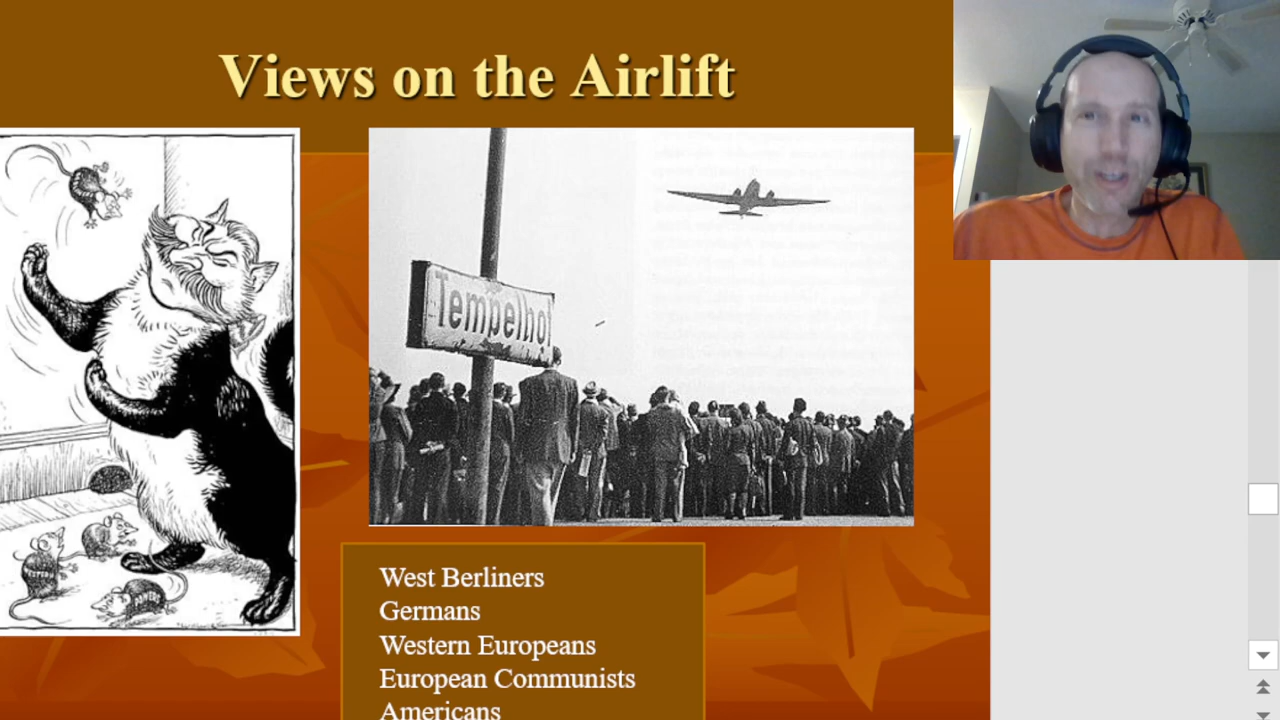 Views on the Airlift
Tempelhof
West Berliners
Germans
Western Europeans
European Communists
Americans